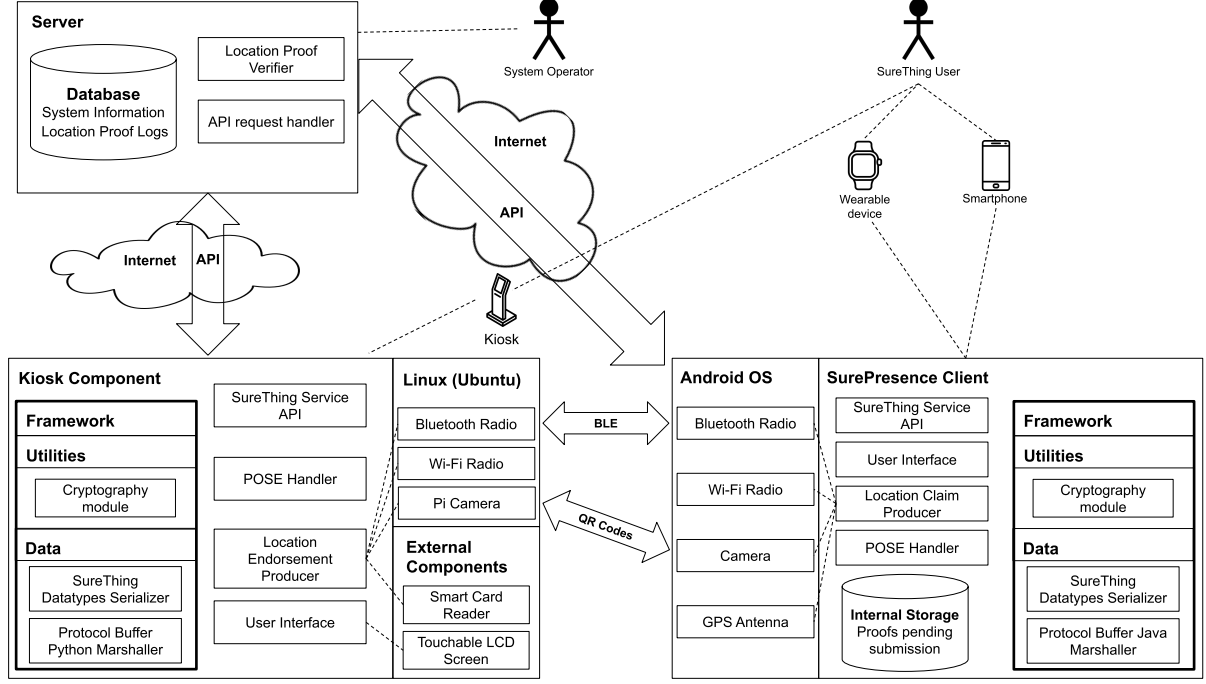 Server
Location Proof
Verifier
Database
System Information
Location Proof Logs
API request handler
System Operator
SureThing User
Internet
API
Wearable
device
Smartphone
Internet
API
Kiosk
Kiosk Component
Framework
Utilities
Cryptography
module
Data
SureThing
Datatypes Serializer
Protocol Buffer
Python Marshaller
SureThing Service
API
POSE Handler
Location
Endorsement
Producer
User Interface
Linux (Ubuntu)
Bluetooth Radio
Wi-Fi Radio
Pi Camera
External
Components
Smart Card
Reader
Touchable LCD
Screen
BLE
QR Codes
Android OS
Bluetooth Radio
Wi-Fi Radio
Camera
GPS Antenna
SurePresence Client
SureThing Service
API
User Interface
Location Claim
Producer
POSE Handler
Internal Storage
Proofs pending
submission
Framework
Utilities
Cryptography
module
Data
SureThing
Datatypes Serializer
Protocol Buffer Java
Marshaller